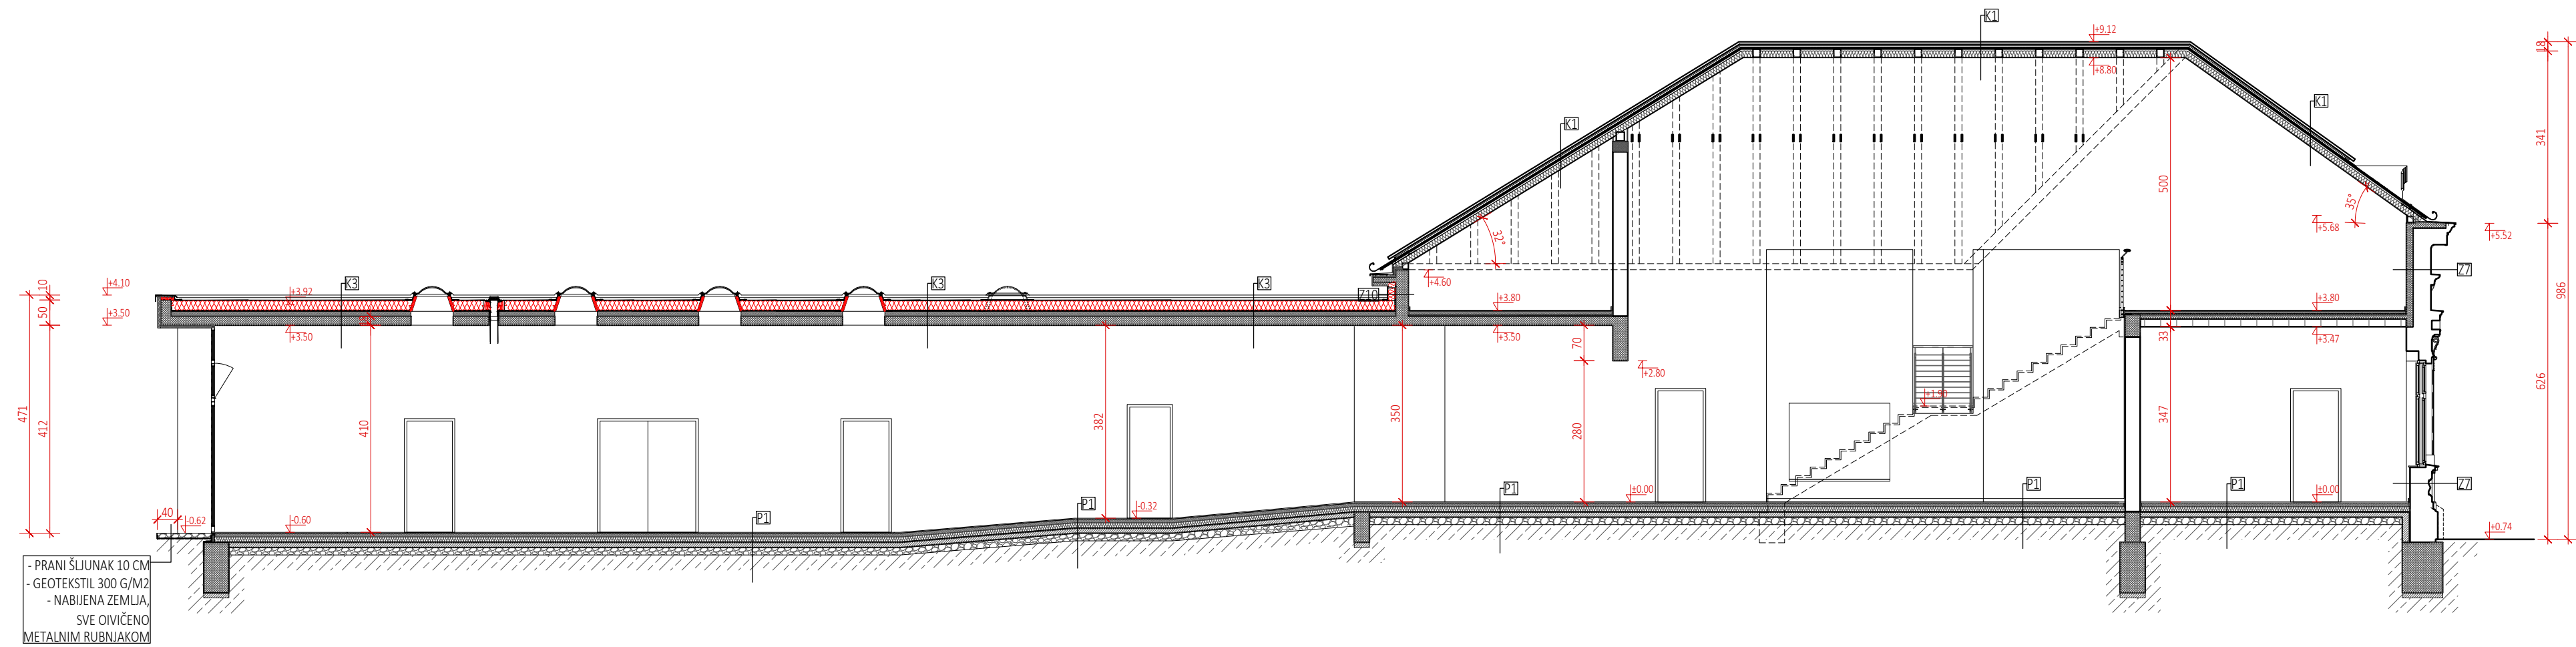 K1
+9.12
18
+8.80
K1
K1
341
500
35°
32°
+5.68
+5.52
Z7
986
K3
K3
K3
10
+4.10
+3.92
Z10
+4.60
+3.80
+3.80
50
+3.50
+3.50
+3.50
70
33
+3.47
+2.80
+1.90
471
412
410
382
350
280
347
626
P1
P1
P1
Z7
±0.00
±0.00
P1
-0.32
P1
40
-0.62
-0.60
+0.74
- PRANI ŠLJUNAK 10 CM
- GEOTEKSTIL 300 G/M2
- NABIJENA ZEMLJA,
SVE OIVIČENO
METALNIM RUBNJAKOM